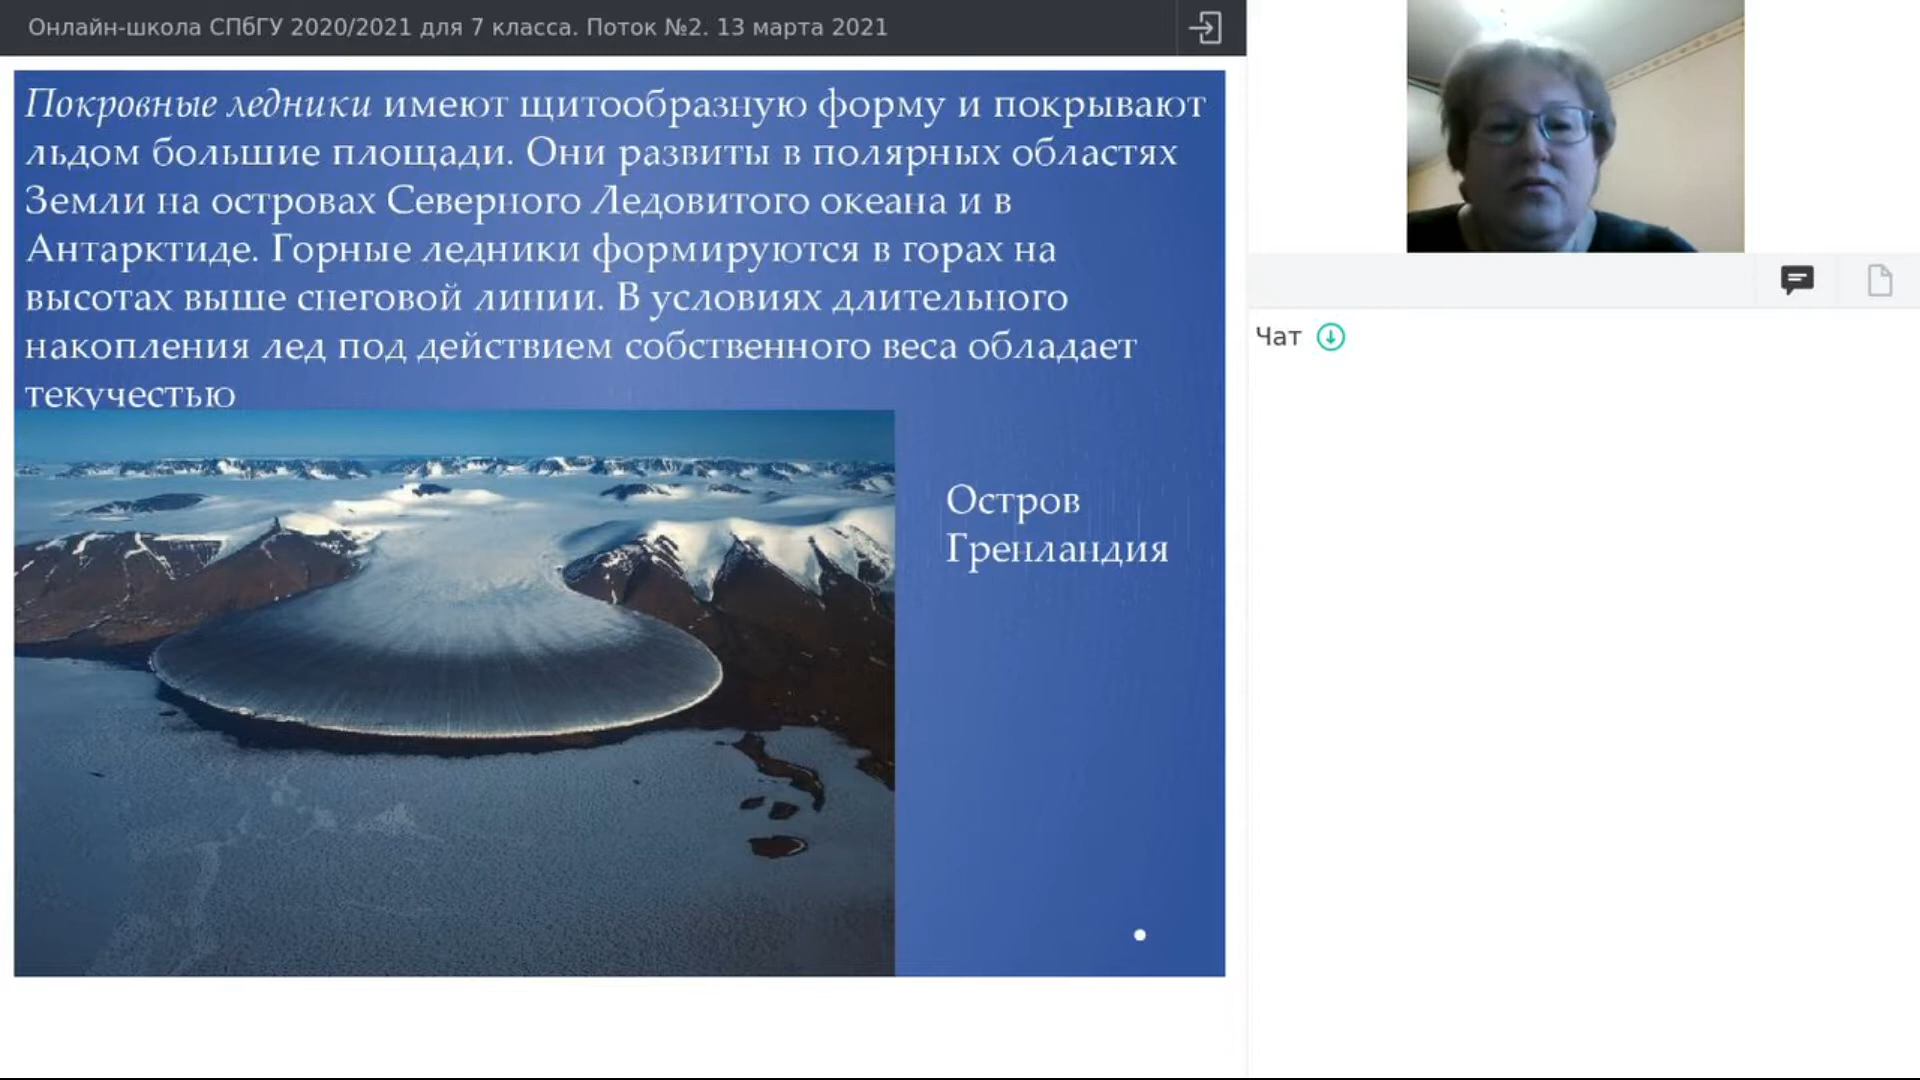 Онлайн-школа СПбГУ 2020/2021 для 7 класса. Поток №2. 13 марта 2021
Покровные ледники имеют щитообразную форму и покрывают
льдом большие площади. Они развиты в полярных областях
Земли на островах Северного Ледовитого океана и в
Антарктиде. Горные ледники формируются в горах на
высотах выше снеговой линии. В условиях длительного
накопления лед под действием собственного веса обладает
текучестью
Остров
Гренландия
Чат